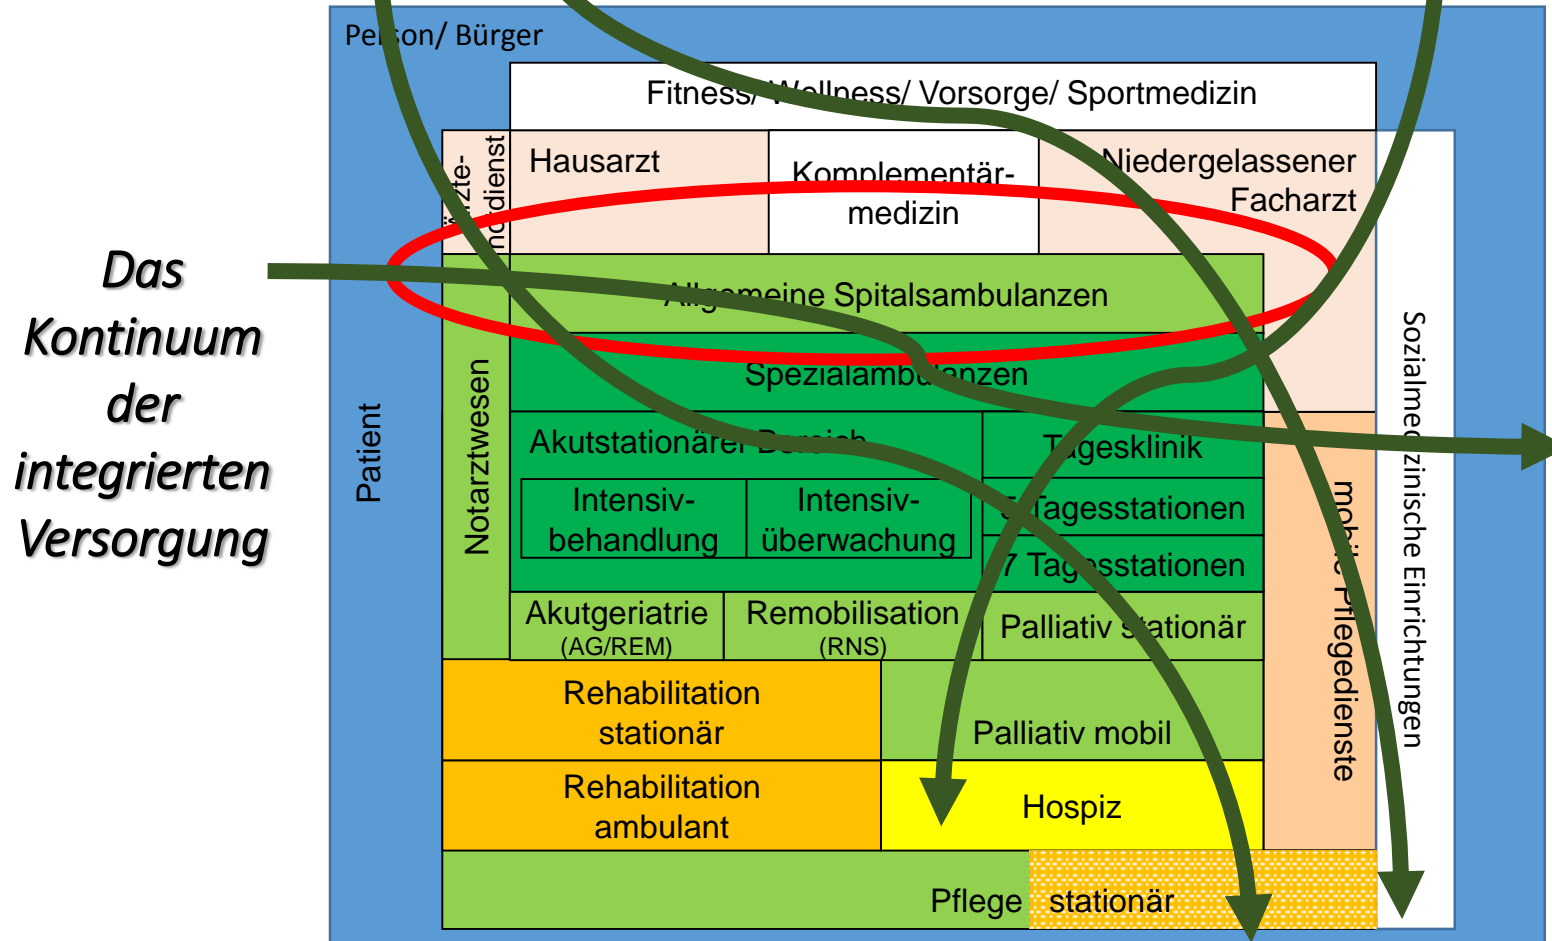 Person/ Bürger
Fitness/ Wellness/ Vorsorge/ Sportmedizin
Ärzte-
notdienst
Hausarzt
Komplementär-
medizin
Niedergelassener
Facharzt
Das
Kontinuum
der
integrierten
Versorgung
Patient
Notarztwesen
Allgemeine Spitalsambulanzen
Spezialambulanzen
Akutstationärer Bereich
Intensiv-
behandlung
Intensiv-
überwachung
Tagesklinik
5 Tagesstationen
7 Tagesstationen
Akutgeriatrie
(AG/REM)
Remobilisation
(RNS)
Palliativ stationär
Rehabilitation
stationär
Palliativ mobil
Rehabilitation
ambulant
Hospiz
mobile Pflegedienste
Sozialmedizinische Einrichtungen
Pflege stationär